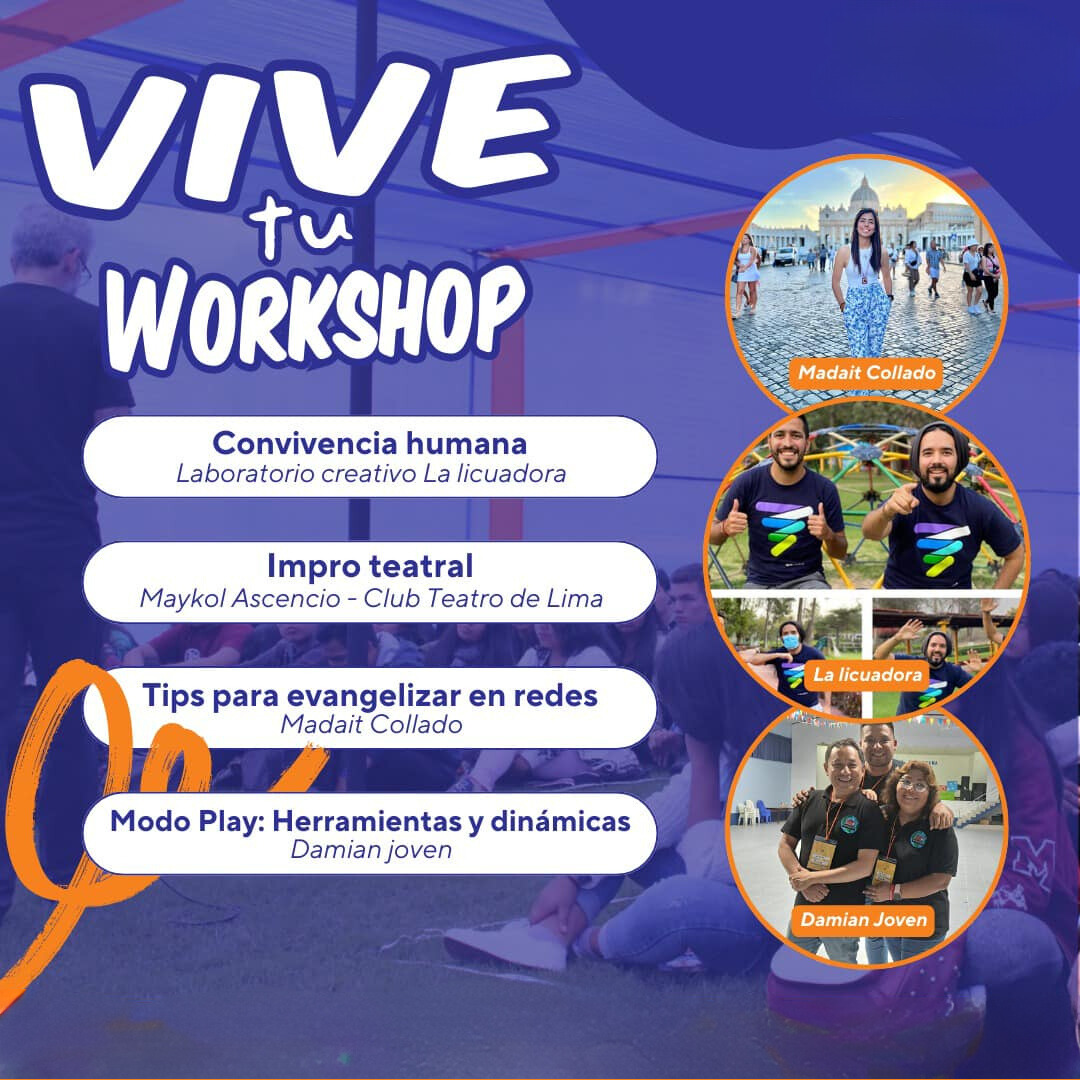 VIVE
tu
WORKSHOP
Convivencia humana
Laboratorio creativo La licuadora
Impro teatral
Maykol Ascencio - Club Teatro de Lima
Tips para evangelizar en redes
Madait Collado
Modo Play: Herramientas y dinámicas
Damian joven
Madait Collado
La licuadora
Damian Joven
M